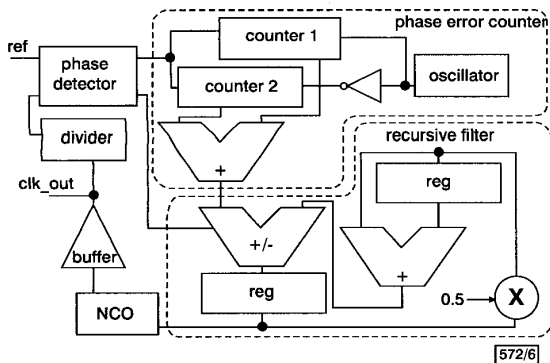 phase error counter
ref
counter 1
phase
detector
counter 2
oscillator
divider
recursive filter
clk_out
+
reg
buffer
+/-
+
reg
0.5
X
NCO
572/6